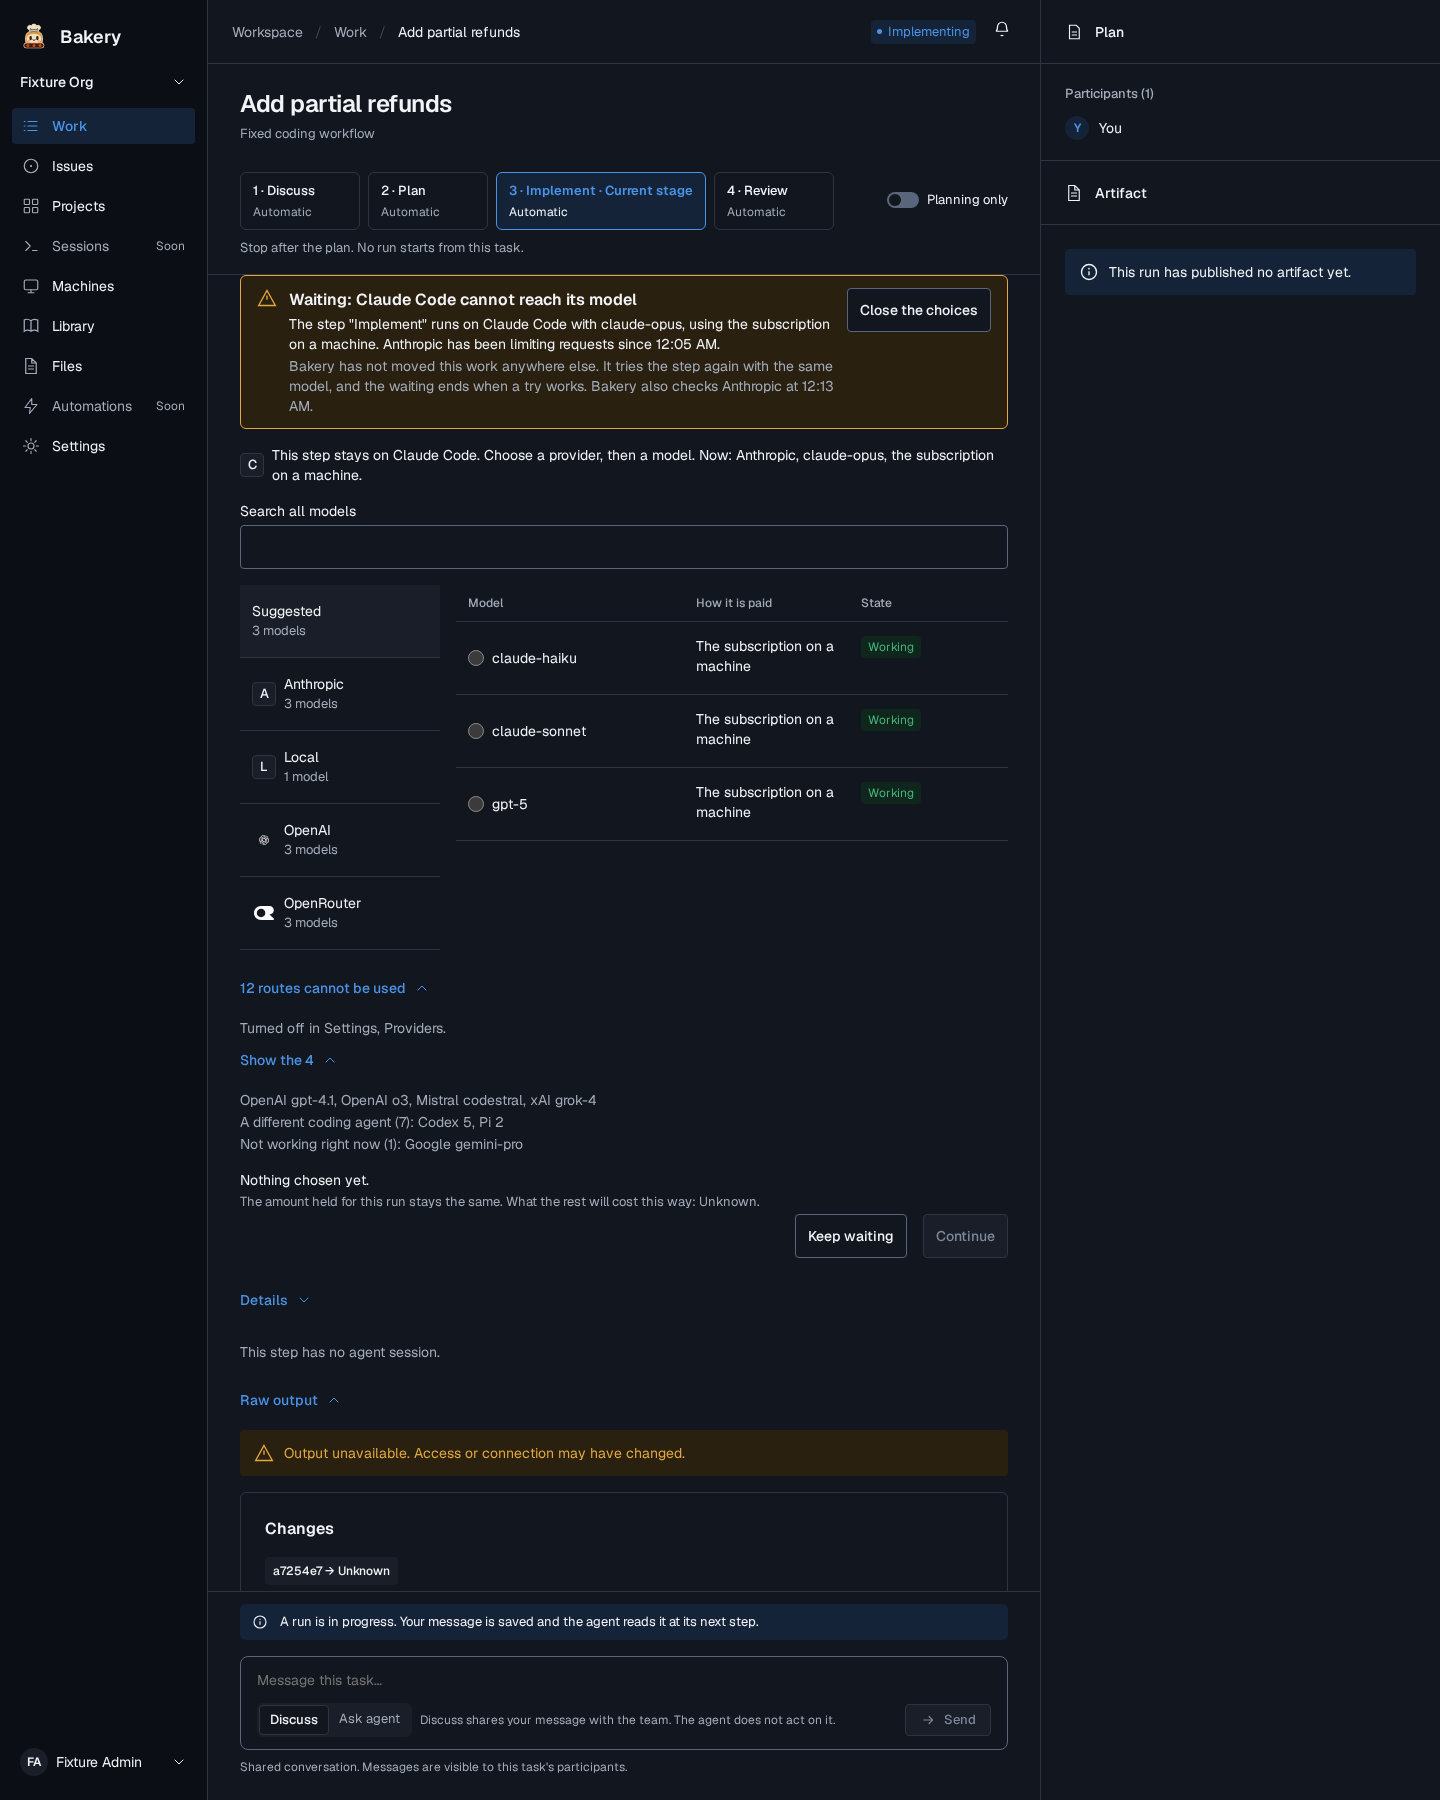 Bakery
Fixture Org
Work
Issues
Projects
Sessions Soon
Machines
Library
Files
Automations Soon
Settings
FA Fixture Admin
Workspace / Work / Add partial refunds
Implementing
Add partial refunds
Fixed coding workflow
1 · Discuss
Automatic
2 · Plan
Automatic
3 · Implement · Current stage
Automatic
4 · Review
Automatic
Planning only
Stop after the plan. No run starts from this task.
Waiting: Claude Code cannot reach its model
The step "Implement" runs on Claude Code with claude-opus, using the subscription
on a machine. Anthropic has been limiting requests since 12:05 AM.
Bakery has not moved this work anywhere else. It tries the step again with the same
model, and the waiting ends when a try works. Bakery also checks Anthropic at 12:13
AM.
Close the choices
C
This step stays on Claude Code. Choose a provider, then a model. Now: Anthropic, claude-opus, the subscription
on a machine.
Search all models
Suggested
3 models
A
Anthropic
3 models
L
Local
1 model
OpenAI
3 models
OpenRouter
3 models
Model How it is paid State
claude-haiku
The subscription on a
machine
Working
claude-sonnet
The subscription on a
machine
Working
gpt-5
The subscription on a
machine
Working
12 routes cannot be used
Turned off in Settings, Providers.
Show the 4
OpenAI gpt-4.1, OpenAI o3, Mistral codestral, xAI grok-4
A different coding agent (7): Codex 5, Pi 2
Not working right now (1): Google gemini-pro
Nothing chosen yet.
The amount held for this run stays the same. What the rest will cost this way: Unknown.
Keep waiting
Continue
Details
This step has no agent session.
Raw output
Output unavailable. Access or connection may have changed.
Changes
a7254e7 → Unknown
A run is in progress. Your message is saved and the agent reads it at its next step.
Message this task...
Discuss
Ask agent
Discuss shares your message with the team. The agent does not act on it.
→ Send
Shared conversation. Messages are visible to this task's participants.
Plan
Participants (1)
Y You
Artifact
This run has published no artifact yet.